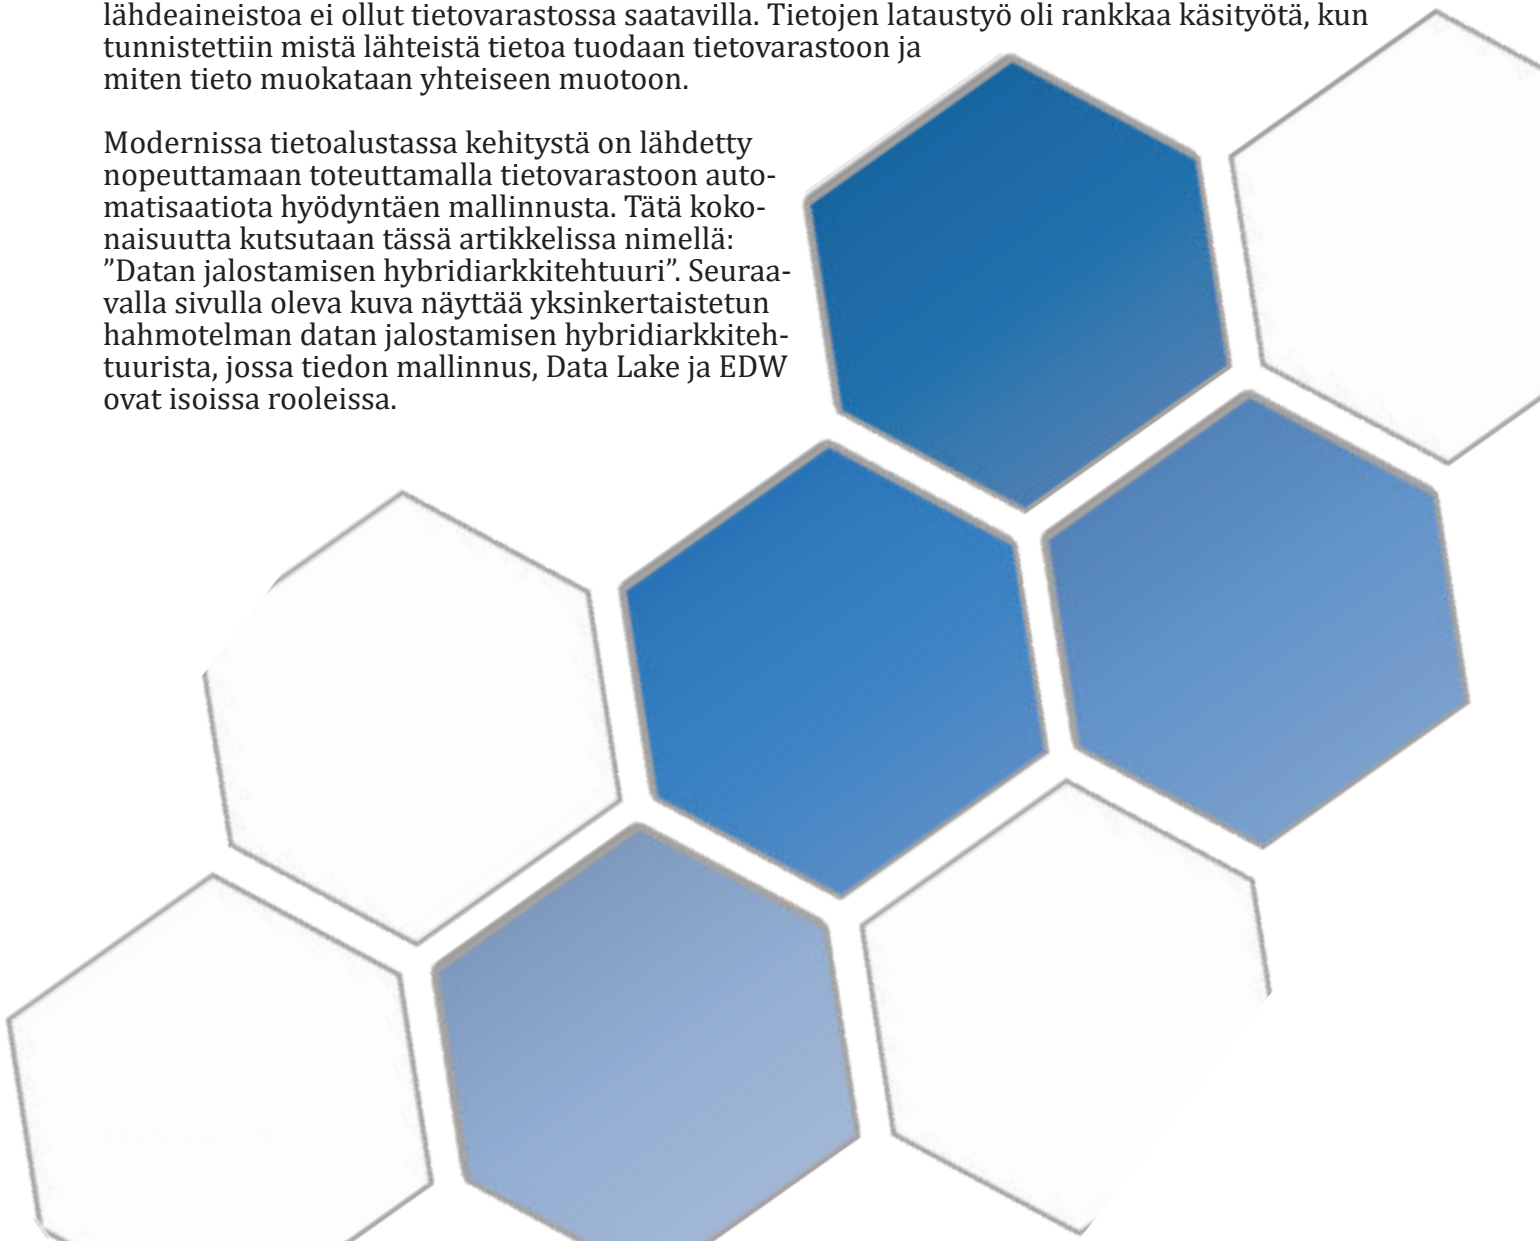 lähdeaineistoa ei ollut tietovarastossa saatavilla. Tietojen lataustyö oli rankkaa käsityötä, kun
tunnistettiin mistä lähteistä tietoa tuodaan tietovarastoon ja
miten tieto muokataan yhteiseen muotoon.
Modernissa tietoalustassa kehitystä on lähdetty
nopeuttamaan toteuttamalla tietovarastoon auto-
matisaatiota hyödyntäen mallinnusta. Tätä koko-
naisuutta kutsutaan tässä artikkelissa nimellä:
”Datan jalostamisen hybridiarkkitehtuuri”. Seuraa-
valla sivulla oleva kuva näyttää yksinkertaistetun
hahmotelman datan jalostamisen hybridiarkkiteh-
tuurista, jossa tiedon mallinnus, Data Lake ja EDW
ovat isoissa rooleissa.